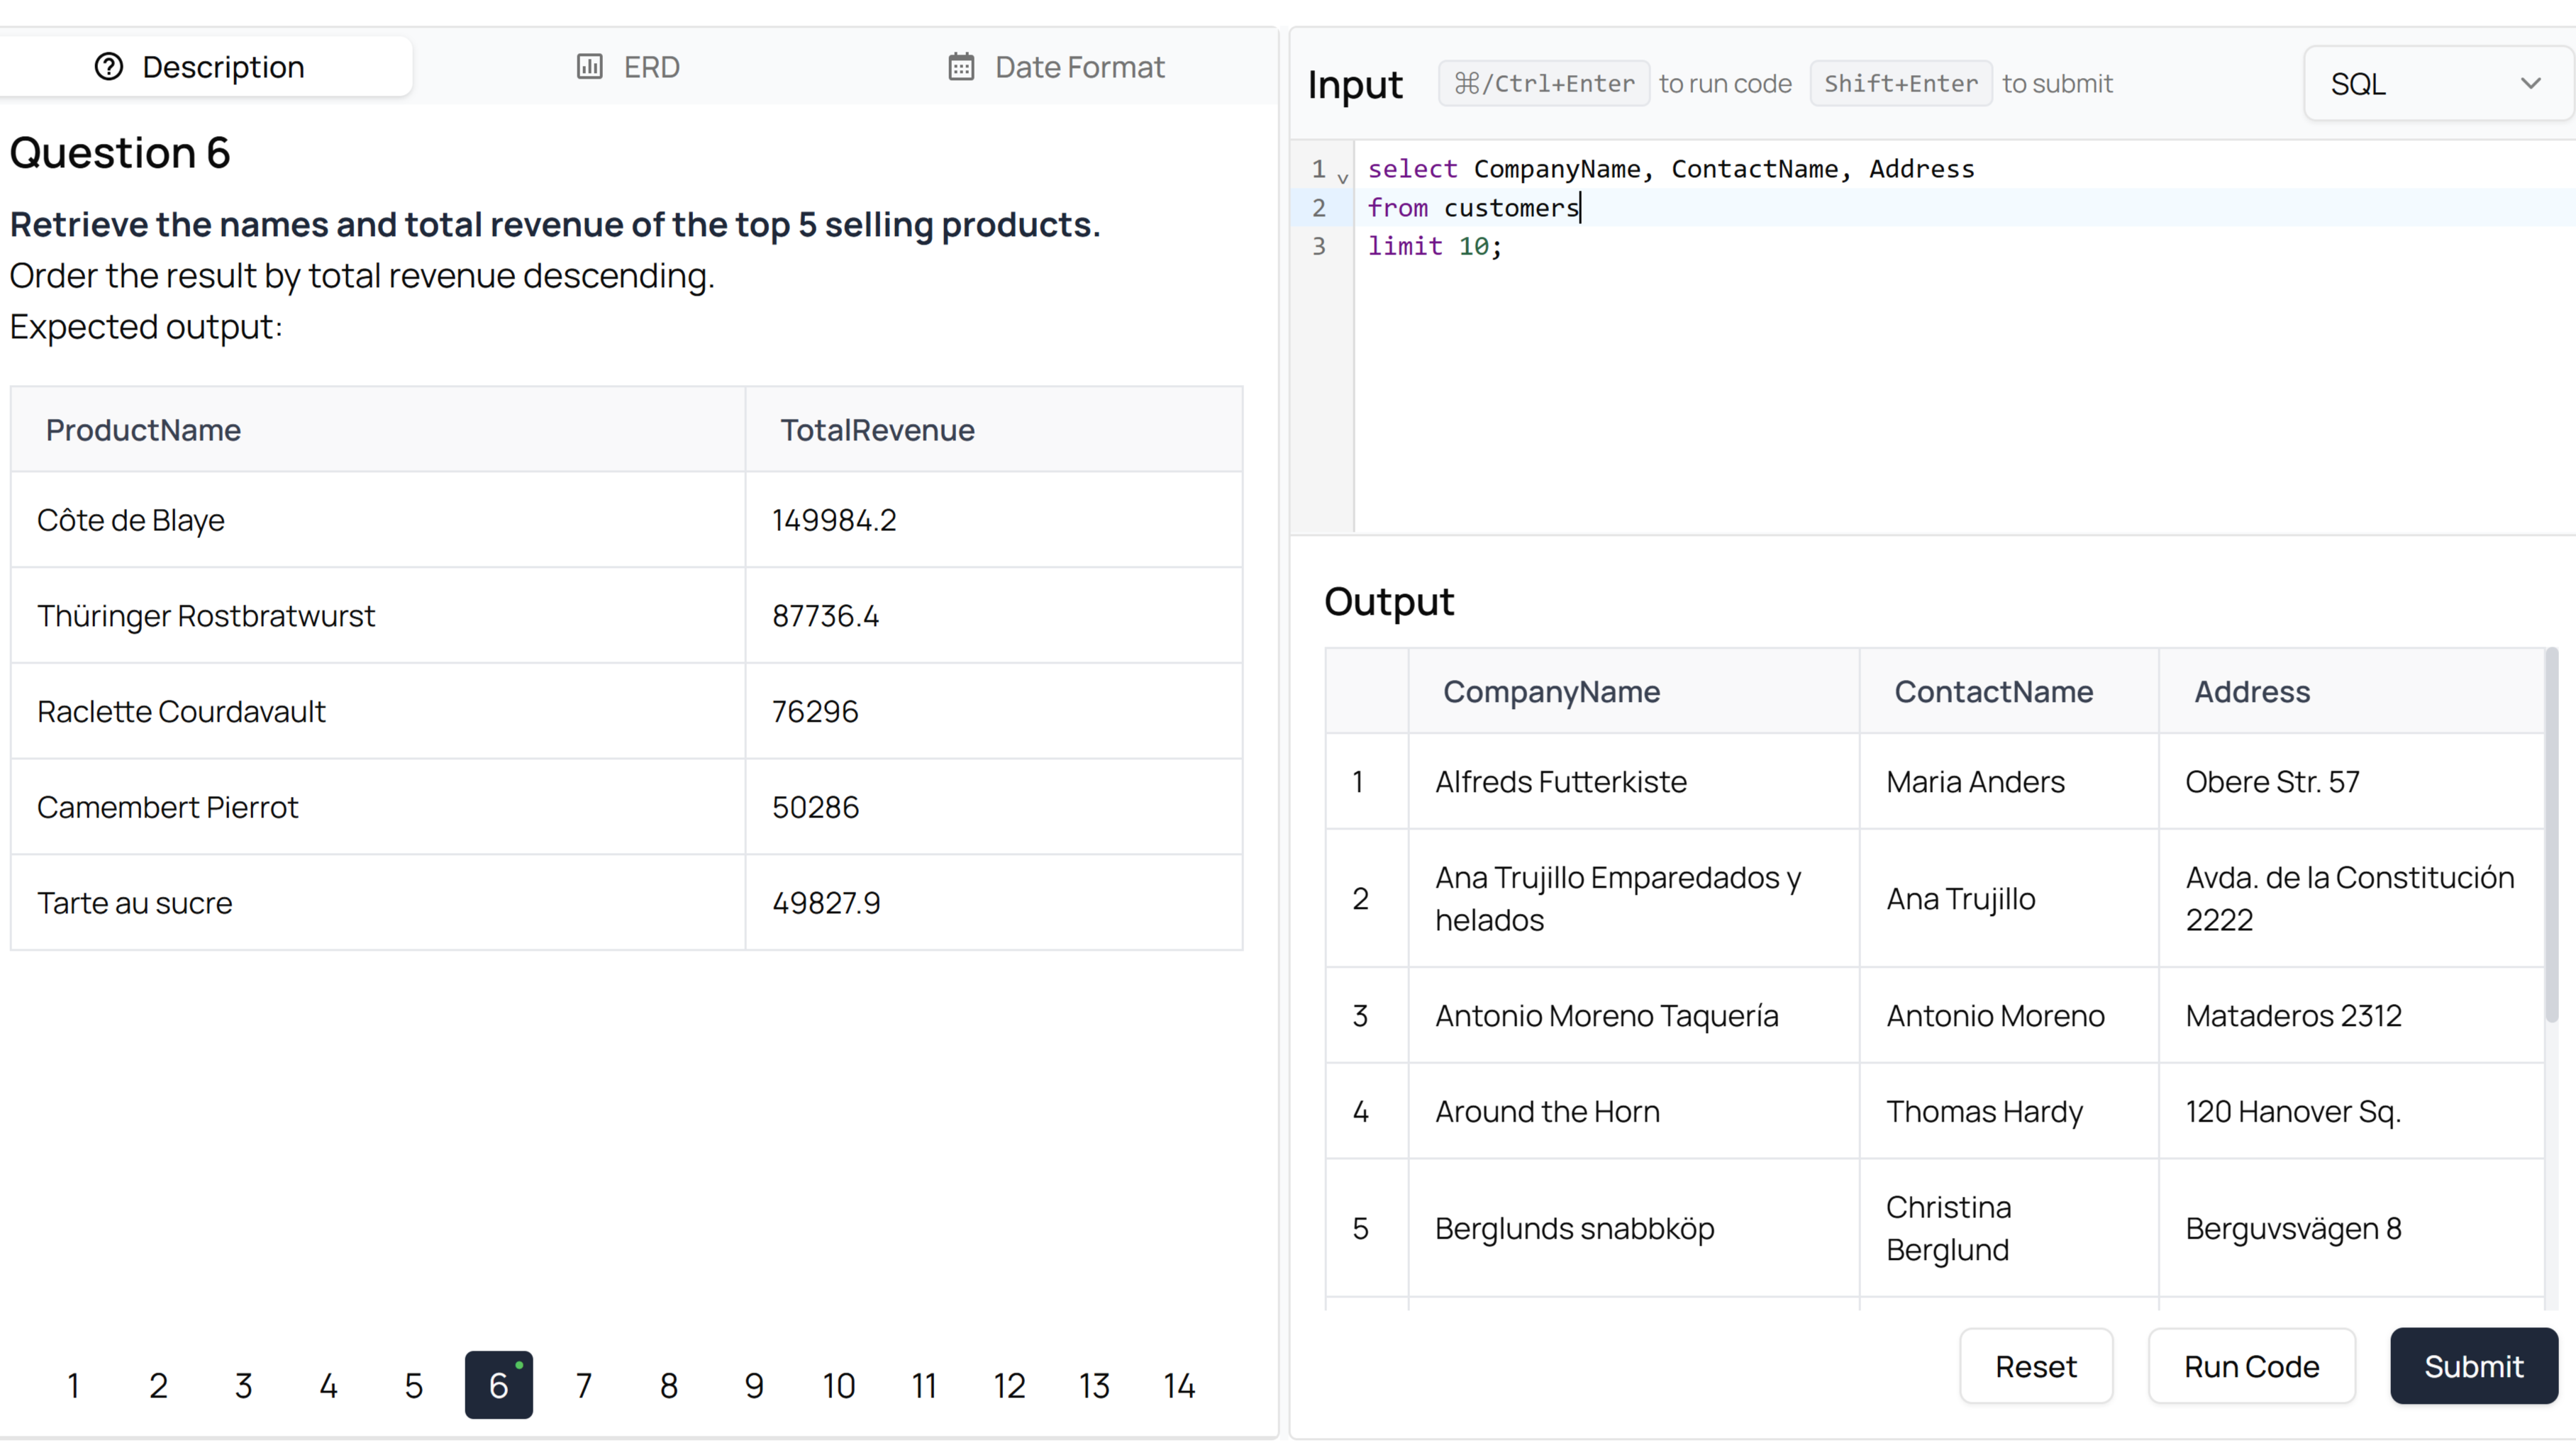 Description
ERD
Date Format
Question 6
Retrieve the names and total revenue of the top 5 selling products.
Order the result by total revenue descending.
Expected output:
ProductName TotalRevenue
Côte de Blaye 149984.2
Thüringer Rostbratwurst 87736.4
Raclette Courdavault 76296
Camembert Pierrot 50286
Tarte au sucre 49827.9
1 2 3 4 5 6 7 8 9 10 11 12 13 14
Input ⌘/Ctrl+Enter to run code Shift+Enter to submit SQL
1 select CompanyName, ContactName, Address
2 from customers
3 limit 10;
Output
CompanyName ContactName Address
1 Alfreds Futterkiste Maria Anders Obere Str. 57
2 Ana Trujillo Emparedados y
helados Ana Trujillo Avda. de la Constitución
2222
3 Antonio Moreno Taquería Antonio Moreno Mataderos 2312
4 Around the Horn Thomas Hardy 120 Hanover Sq.
5 Berglunds snabbköp Christina
Berglund Berguvsvägen 8
Reset Run Code Submit